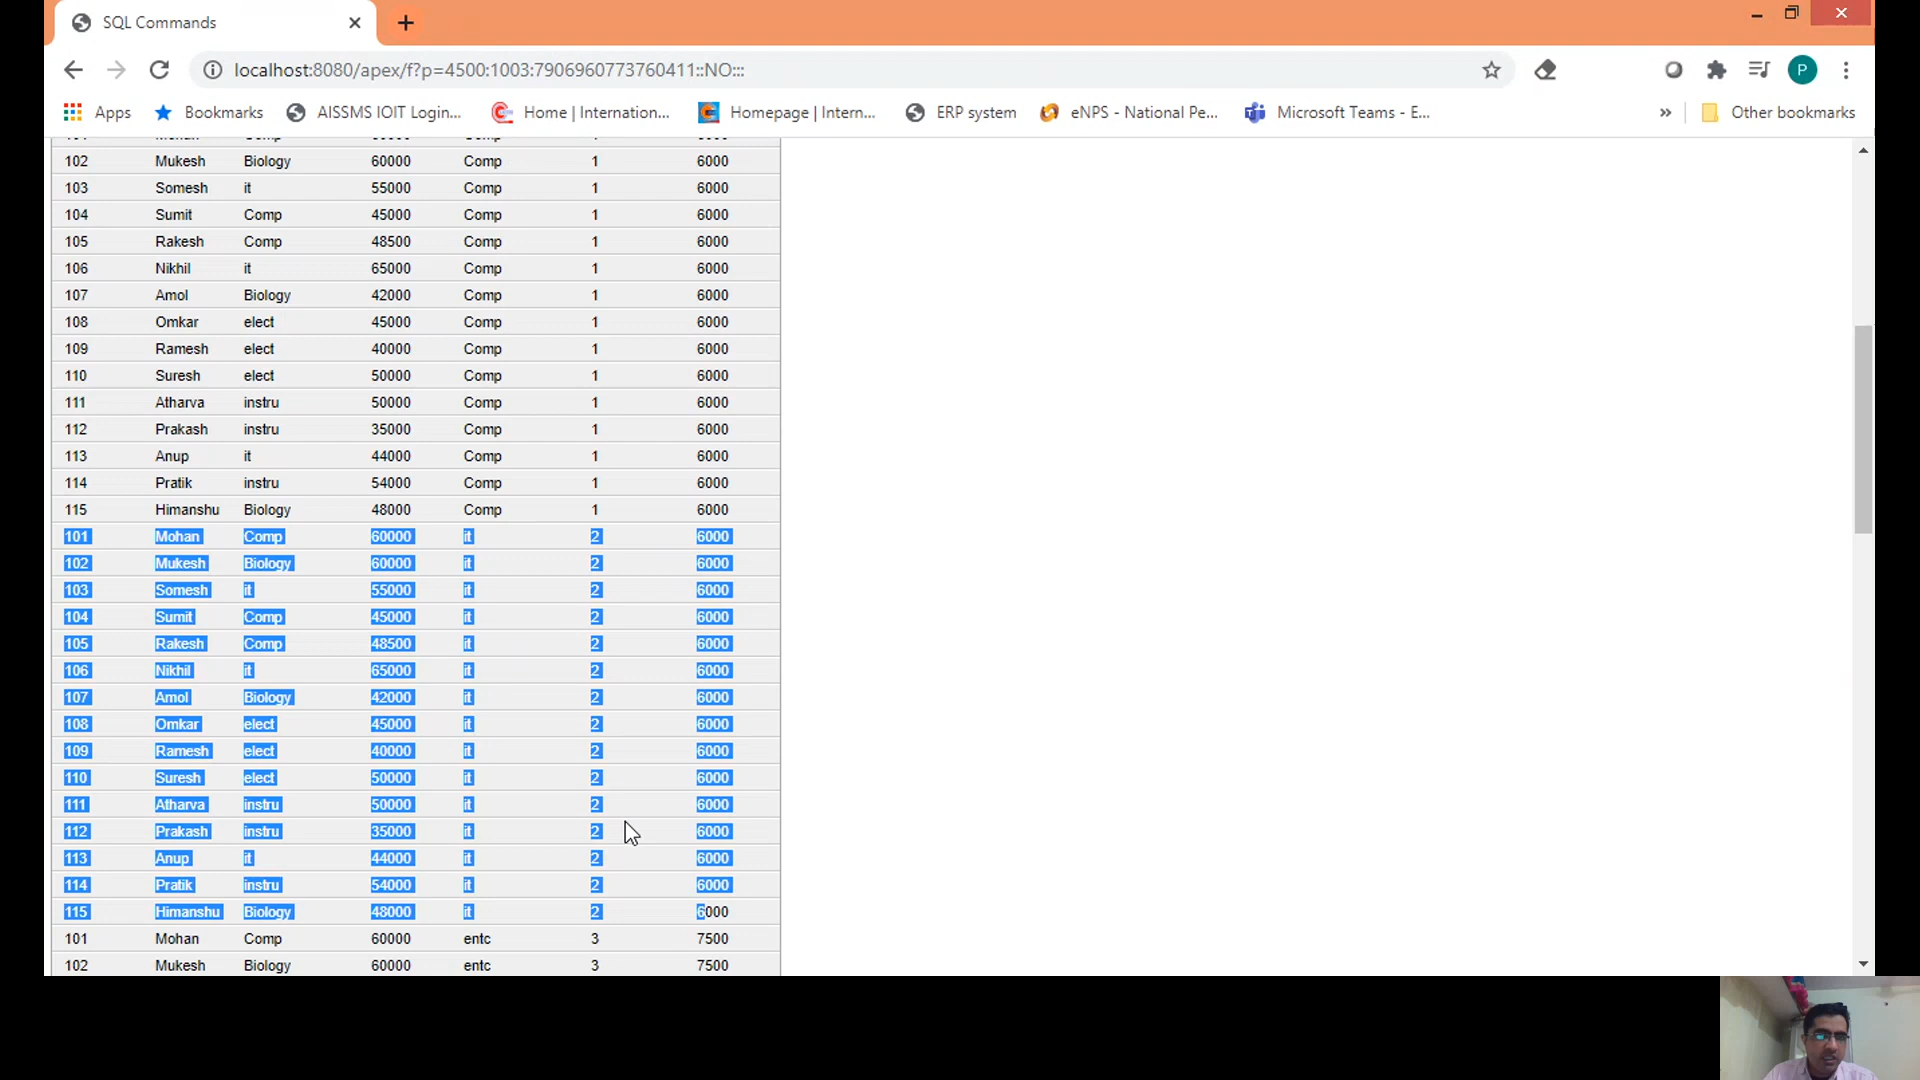 SQL Commands
localhost:8080/apex/f?p=4500:1003:7906960773760411::NO:::
P
Apps Bookmarks AISSMS IOIT Login... Home | Internation... Homepage | Intern... ERP system eNPS - National Pe... Microsoft Teams - E... » Other bookmarks
102 Mukesh Biology 60000 Comp 1 6000
103 Somesh it 55000 Comp 1 6000
104 Sumit Comp 45000 Comp 1 6000
105 Rakesh Comp 48500 Comp 1 6000
106 Nikhil it 65000 Comp 1 6000
107 Amol Biology 42000 Comp 1 6000
108 Omkar elect 45000 Comp 1 6000
109 Ramesh elect 40000 Comp 1 6000
110 Suresh elect 50000 Comp 1 6000
111 Atharva instru 50000 Comp 1 6000
112 Prakash instru 35000 Comp 1 6000
113 Anup it 44000 Comp 1 6000
114 Pratik instru 54000 Comp 1 6000
115 Himanshu Biology 48000 Comp 1 6000
101 Mohan Comp 60000 it 2 6000
102 Mukesh Biology 60000 it 2 6000
103 Somesh it 55000 it 2 6000
104 Sumit Comp 45000 it 2 6000
105 Rakesh Comp 48500 it 2 6000
106 Nikhil it 65000 it 2 6000
107 Amol Biology 42000 it 2 6000
108 Omkar elect 45000 it 2 6000
109 Ramesh elect 40000 it 2 6000
110 Suresh elect 50000 it 2 6000
111 Atharva instru 50000 it 2 6000
112 Prakash instru 35000 it 2 6000
113 Anup it 44000 it 2 6000
114 Pratik instru 54000 it 2 6000
115 Himanshu Biology 48000 it 2 6000
101 Mohan Comp 60000 entc 3 7500
102 Mukesh Biology 60000 entc 3 7500